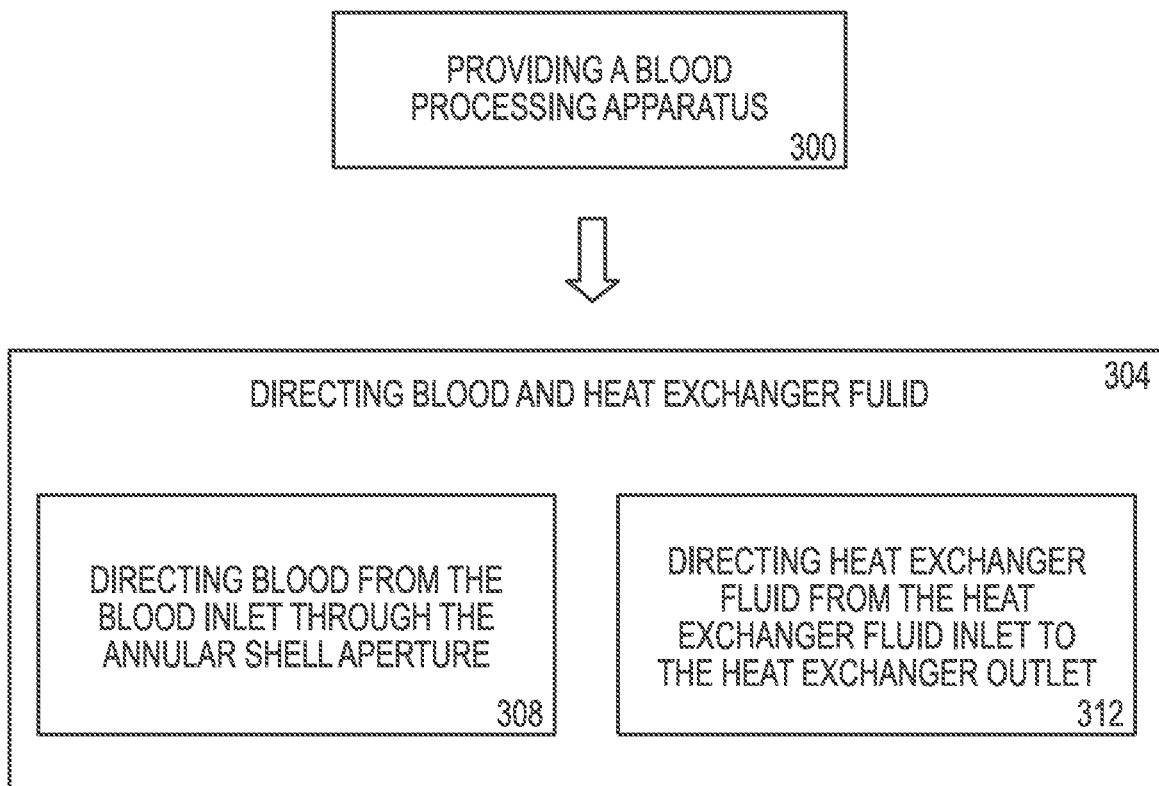 PROVIDING A BLOOD
PROCESSING APPARATUS
300
304
DIRECTING BLOOD AND HEAT EXCHANGER FULID
DIRECTING BLOOD FROM THE
BLOOD INLET THROUGH THE
ANNULAR SHELL APERTURE
308
DIRECTING HEAT EXCHANGER
FLUID FROM THE HEAT
EXCHANGER FLUID INLET TO
THE HEAT EXCHANGER OUTLET
312